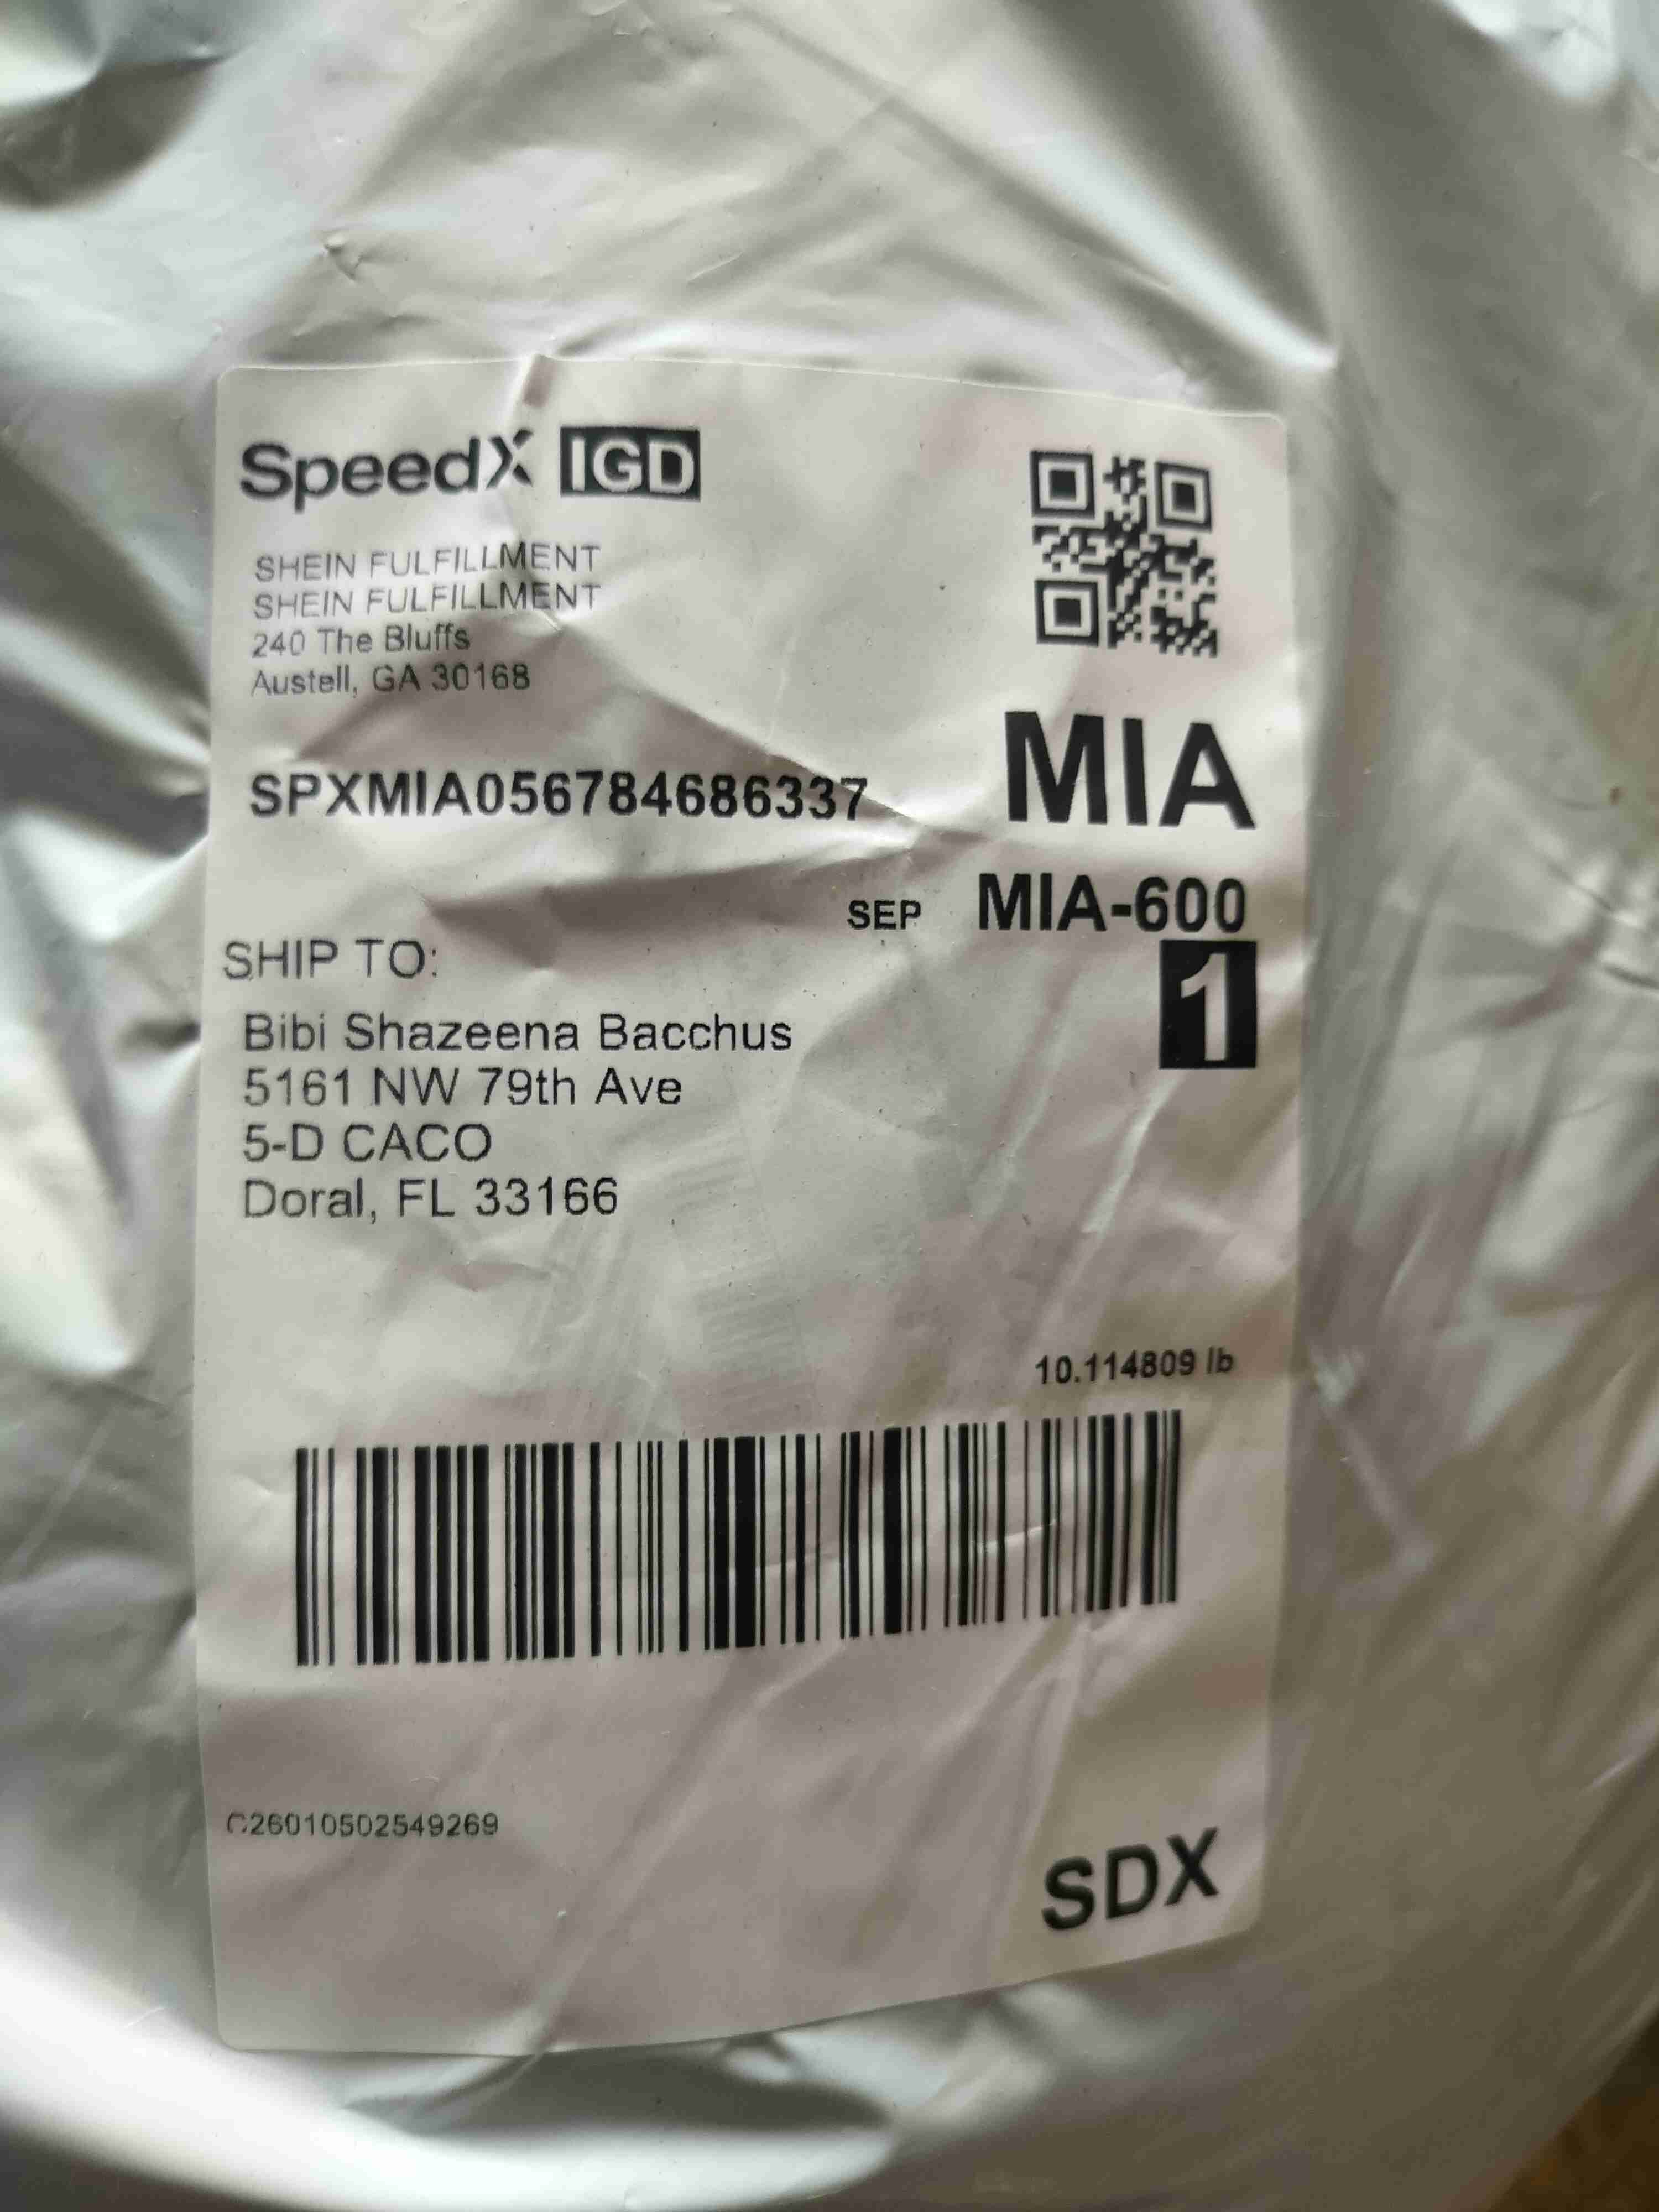 SpeedX IGD
SHEIN FULFILLMENT
SHEIN FULFILLMENT
240 The Bluffs
Austell, GA 30168
SPXMIA056784686337
MIA
SEP MIA-600
1
SHIP TO:
Bibi Shazeena Bacchus
5161 NW 79th Ave
5-D CACO
Doral, FL 33166
10.114809 lb
C26010502549269
SDX